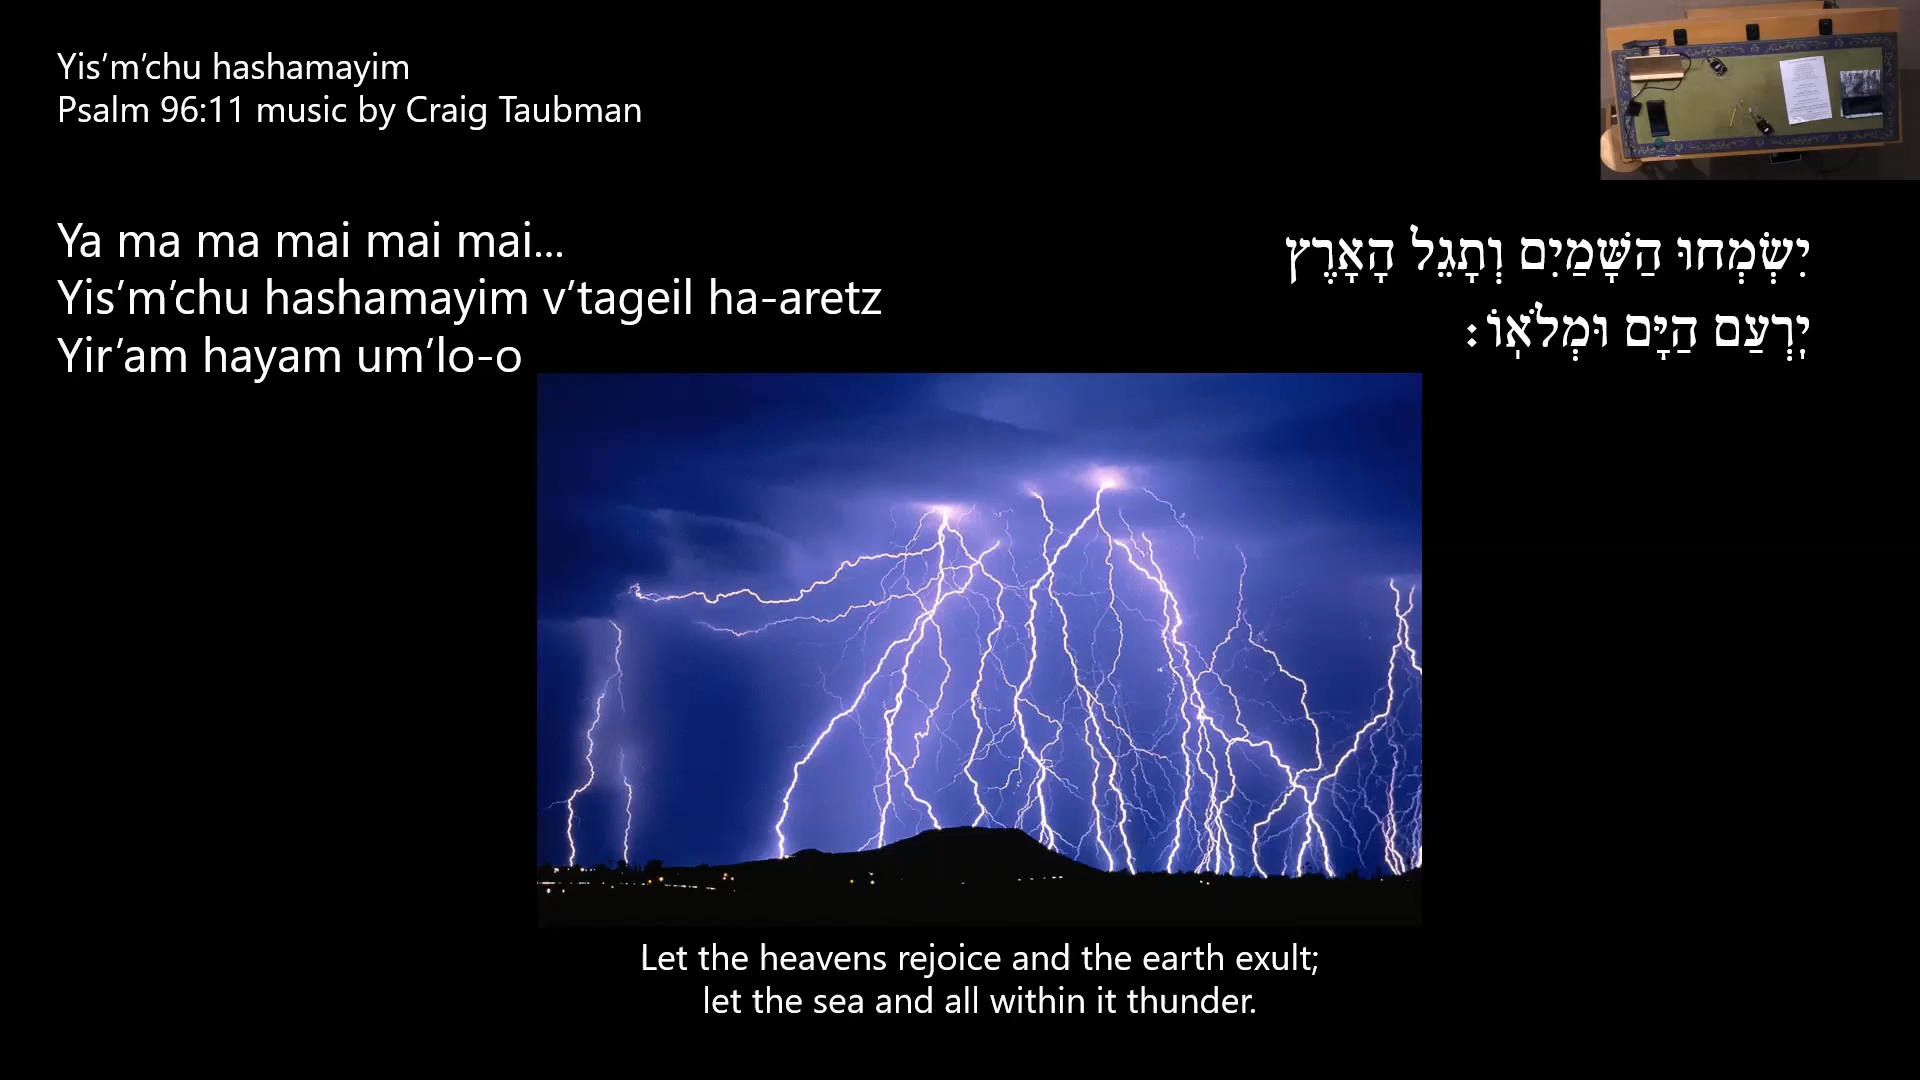 Yis’m’chu hashamayim
Psalm 96:11 music by Craig Taubman
Ya ma ma mai mai mai...
Yis’m’chu hashamayim v’tageil ha-aretz
Yir’am hayam um’lo-o
יִשְׂמְחוּ הַשָּׁמַיִם וְתָגֵל הָאָרֶץ
יִרְעַם הַיָּם וּמְלֹאוֹ׃
Let the heavens rejoice and the earth exult;
let the sea and all within it thunder.